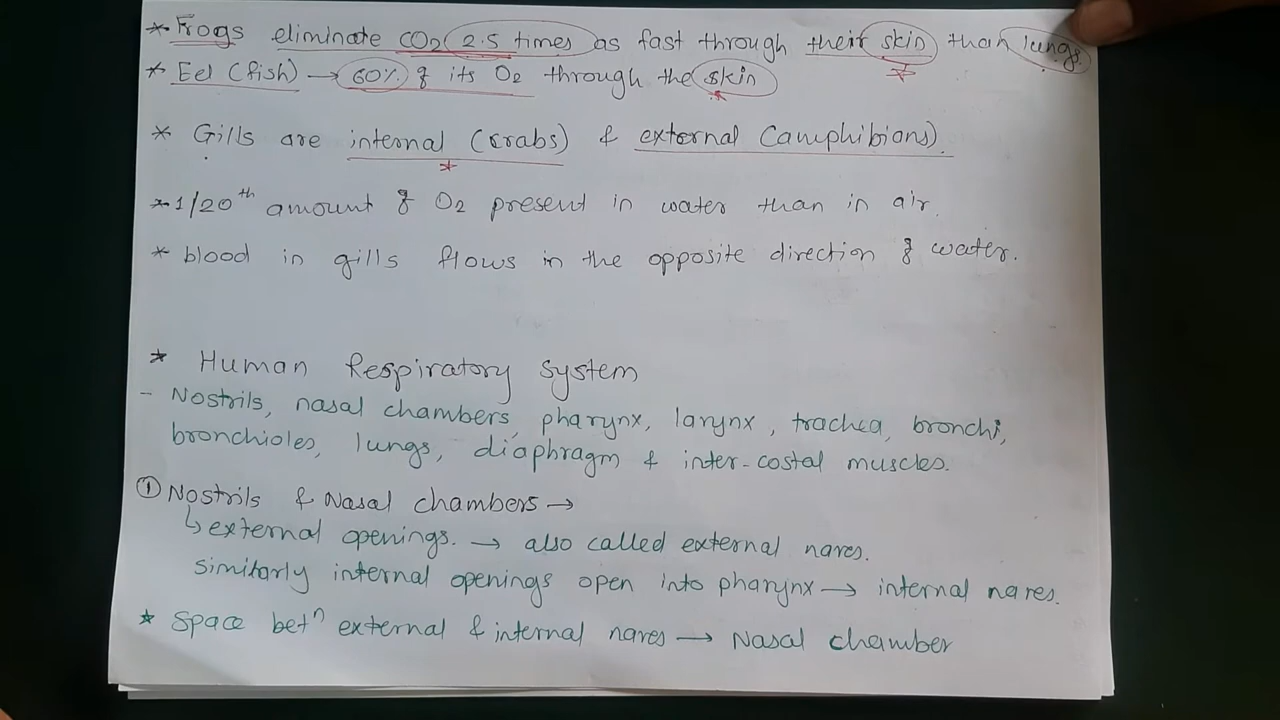 * Frogs eliminate CO2 2.5 times as fast through their skin than lungs.
* Eel (fish) → 60% of its O2 through the skin
* Gills are internal (crabs) & external (amphibians).
* 1/20th amount of O2 present in water than in air.
* blood in gills flows in the opposite direction of water.
* Human Respiratory System
- Nostrils, nasal chambers, pharynx, larynx, trachea, bronchi,
bronchioles, lungs, diaphragm & inter-costal muscles.
① Nostrils & Nasal chambers →
↳ external openings. → also called external nares.
similarly internal openings open into pharynx → internal nares.
* Space betⁿ external & internal nares → Nasal chamber